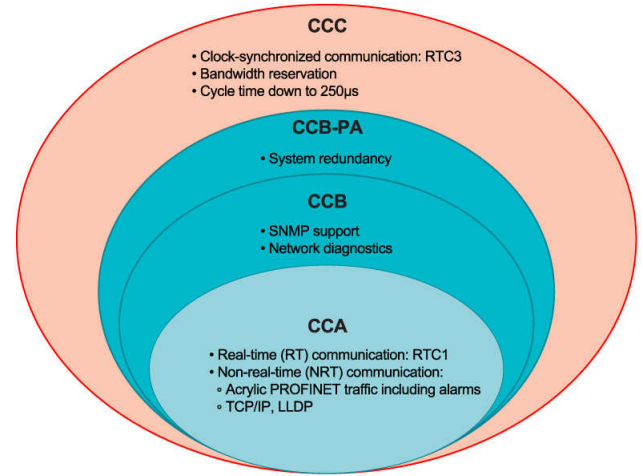 CCC
• Clock-synchronized communication: RTC3
• Bandwidth reservation
• Cycle time down to 250µs
CCB-PA
• System redundancy
CCB
• SNMP support
• Network diagnostics
CCA
• Real-time (RT) communication: RTC1
• Non-real-time (NRT) communication:
∘ Acrylic PROFINET traffic including alarms
∘ TCP/IP, LLDP